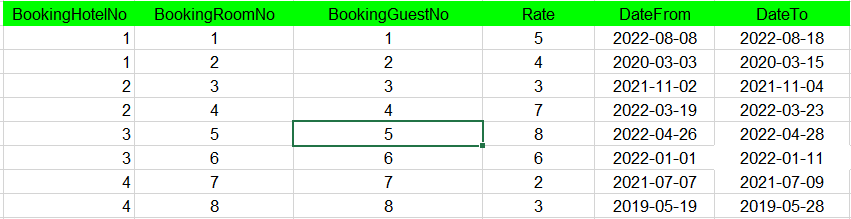 BookingHotelNo BookingRoomNo BookingGuestNo Rate DateFrom DateTo
1 1 1 5 2022-08-08 2022-08-18
1 2 2 4 2020-03-03 2020-03-15
2 3 3 3 2021-11-02 2021-11-04
2 4 4 7 2022-03-19 2022-03-23
3 5 5 8 2022-04-26 2022-04-28
3 6 6 6 2022-01-01 2022-01-11
4 7 7 2 2021-07-07 2021-07-09
4 8 8 3 2019-05-19 2019-05-28